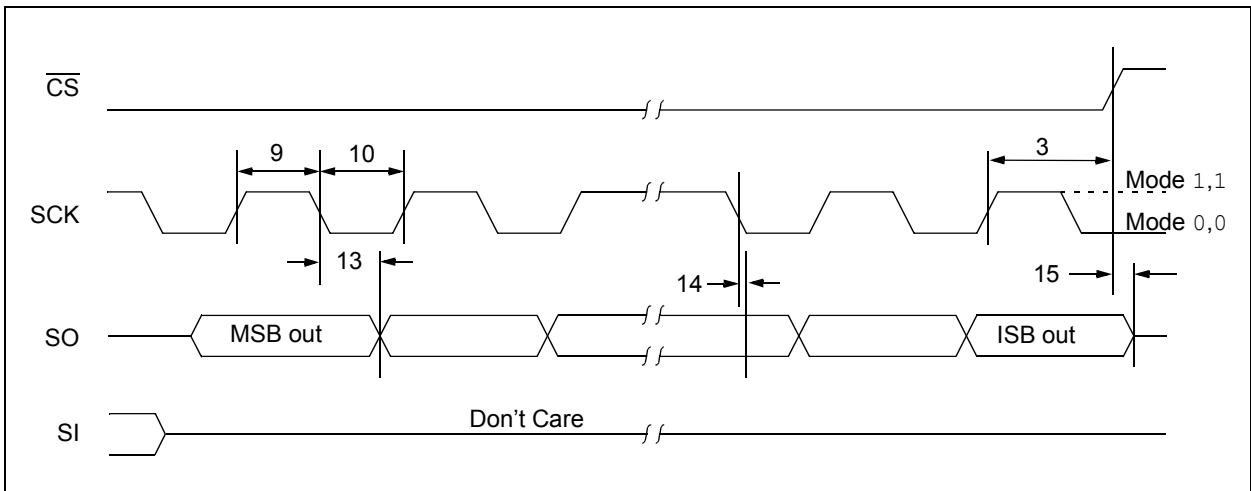 CS
9
10
3
Mode 1,1
SCK
Mode 0,0
13
14
15
SO
MSB out
ISB out
Don't Care
SI